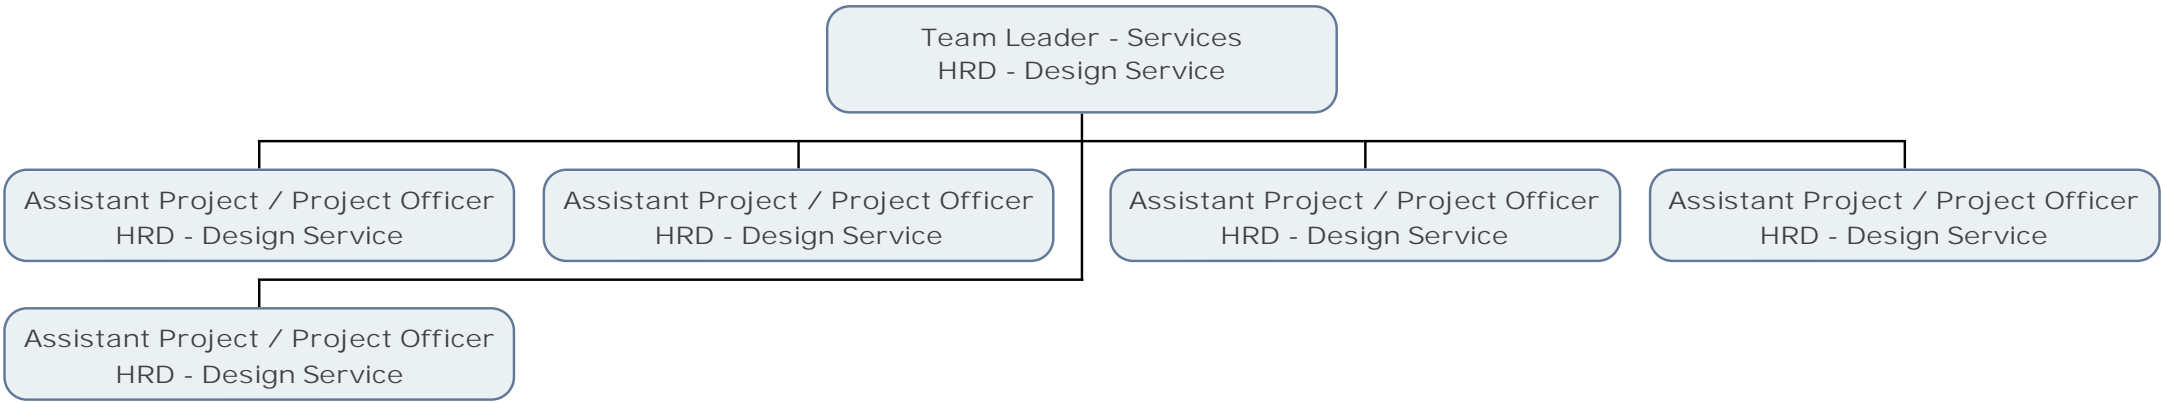 Team Leader - Services
HRD - Design Service
Assistant Project / Project Officer
HRD - Design Service
Assistant Project / Project Officer
HRD - Design Service
Assistant Project / Project Officer
HRD - Design Service
Assistant Project / Project Officer
HRD - Design Service
Assistant Project / Project Officer
HRD - Design Service